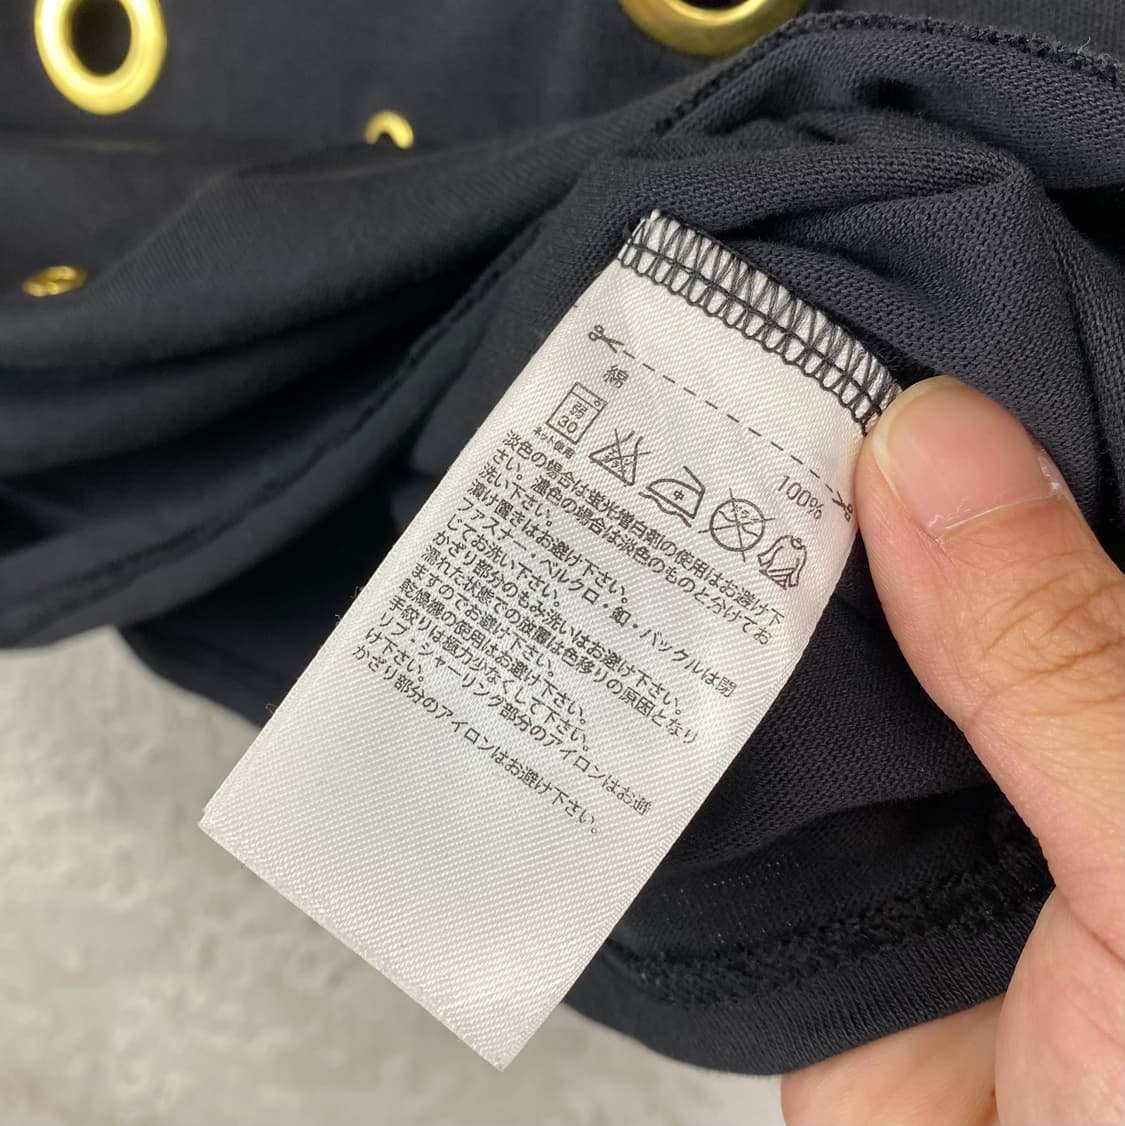 綿 100%
弱
30
ネット使用
淡色の場合は蛍光増白剤の使用はお避け下
さい。濃色の場合は淡色のものと分けてお
洗い下さい。
漬け置きはお避け下さい。
ファスナー・ベルクロ・釦・バックルは閉
じてお洗い下さい。
かざり部分のもみ洗いはお避け下さい。
濡れた状態での放置は色移りの原因となり
ますのでお避け下さい。
乾燥機の使用はお避け下さい。
手絞りは極力少なくして下さい。
リブ・シャーリング部分のアイロンはお避
け下さい。
かざり部分のアイロンはお避け下さい。